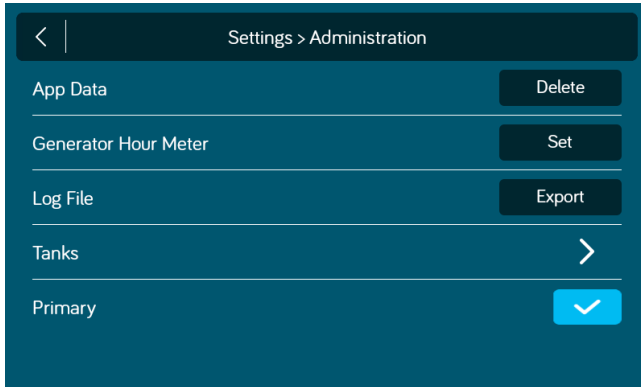 Settings > Administration
App Data Delete
Generator Hour Meter Set
Log File Export
Tanks
Primary